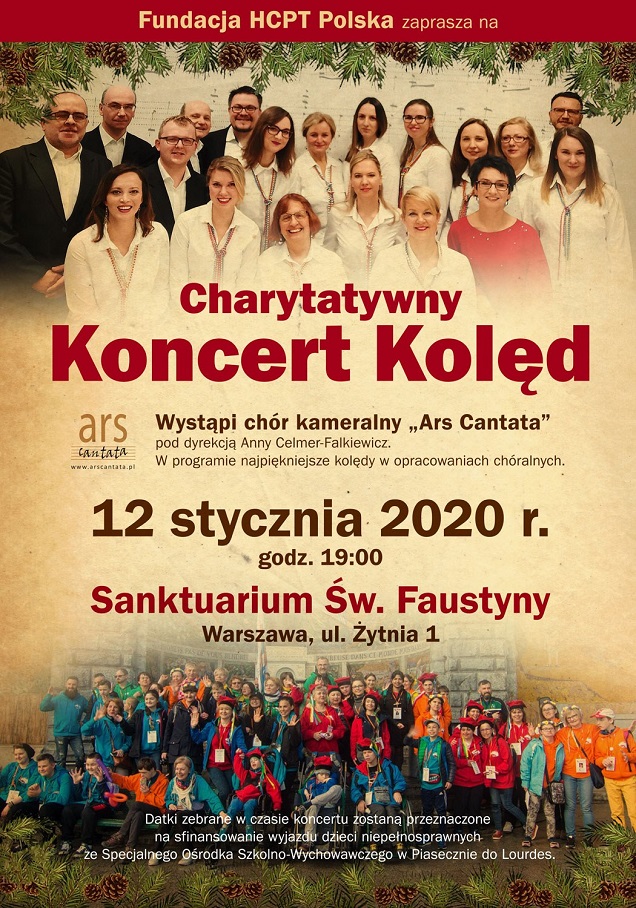 Fundacja HCPT Polska zaprasza na
Charytatywny
Koncert Kolęd
ars
cantata
www.arscantata.pl
Wystąpi chór kameralny „Ars Cantata”
pod dyrekcją Anny Celmer-Falkiewicz.
W programie najpiękniejsze kolędy w opracowaniach chóralnych.
12 stycznia 2020 r.
godz. 19:00
Sanktuarium Św. Faustyny
Warszawa, ul. Żytnia 1
Datki zebrane w czasie koncertu zostaną przeznaczone
na sfinansowanie wyjazdu dzieci niepełnosprawnych
ze Specjalnego Ośrodka Szkolno-Wychowawczego w Piasecznie do Lourdes.